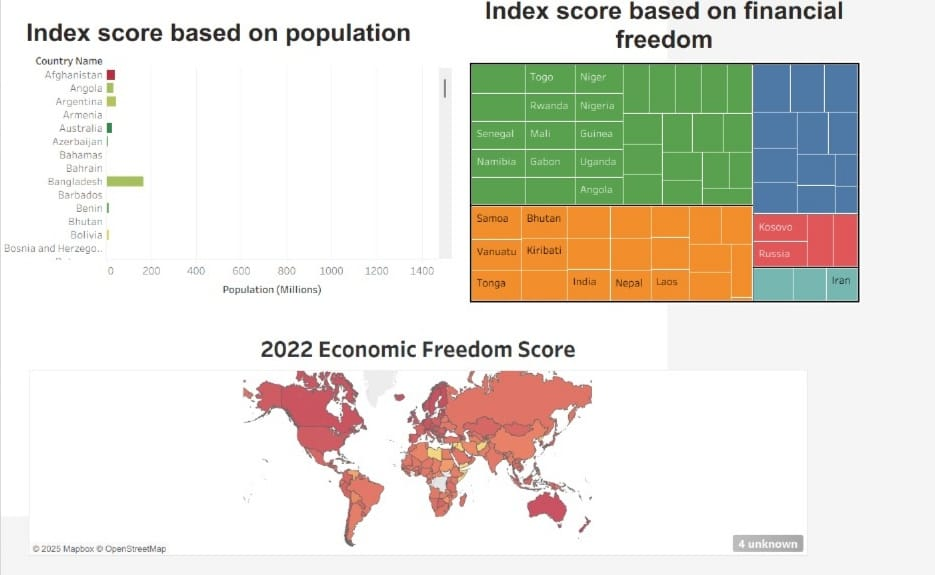 Index score based on population
Country Name
Afghanistan
Angola
Argentina
Armenia
Australia
Azerbaijan
Bahamas
Bahrain
Bangladesh
Barbados
Benin
Bhutan
Bolivia
Bosnia and Herzego..
0 200 400 600 800 1000 1200 1400
Population (Millions)
Index score based on financial
freedom
Togo Niger
Rwanda Nigeria
Senegal Mali Guinea
Namibia Gabon Uganda
Angola
Samoa Bhutan
Vanuatu Kiribati
Tonga India Nepal Laos
Kosovo
Russia
Iran
2022 Economic Freedom Score
© 2025 Mapbox © OpenStreetMap
4 unknown